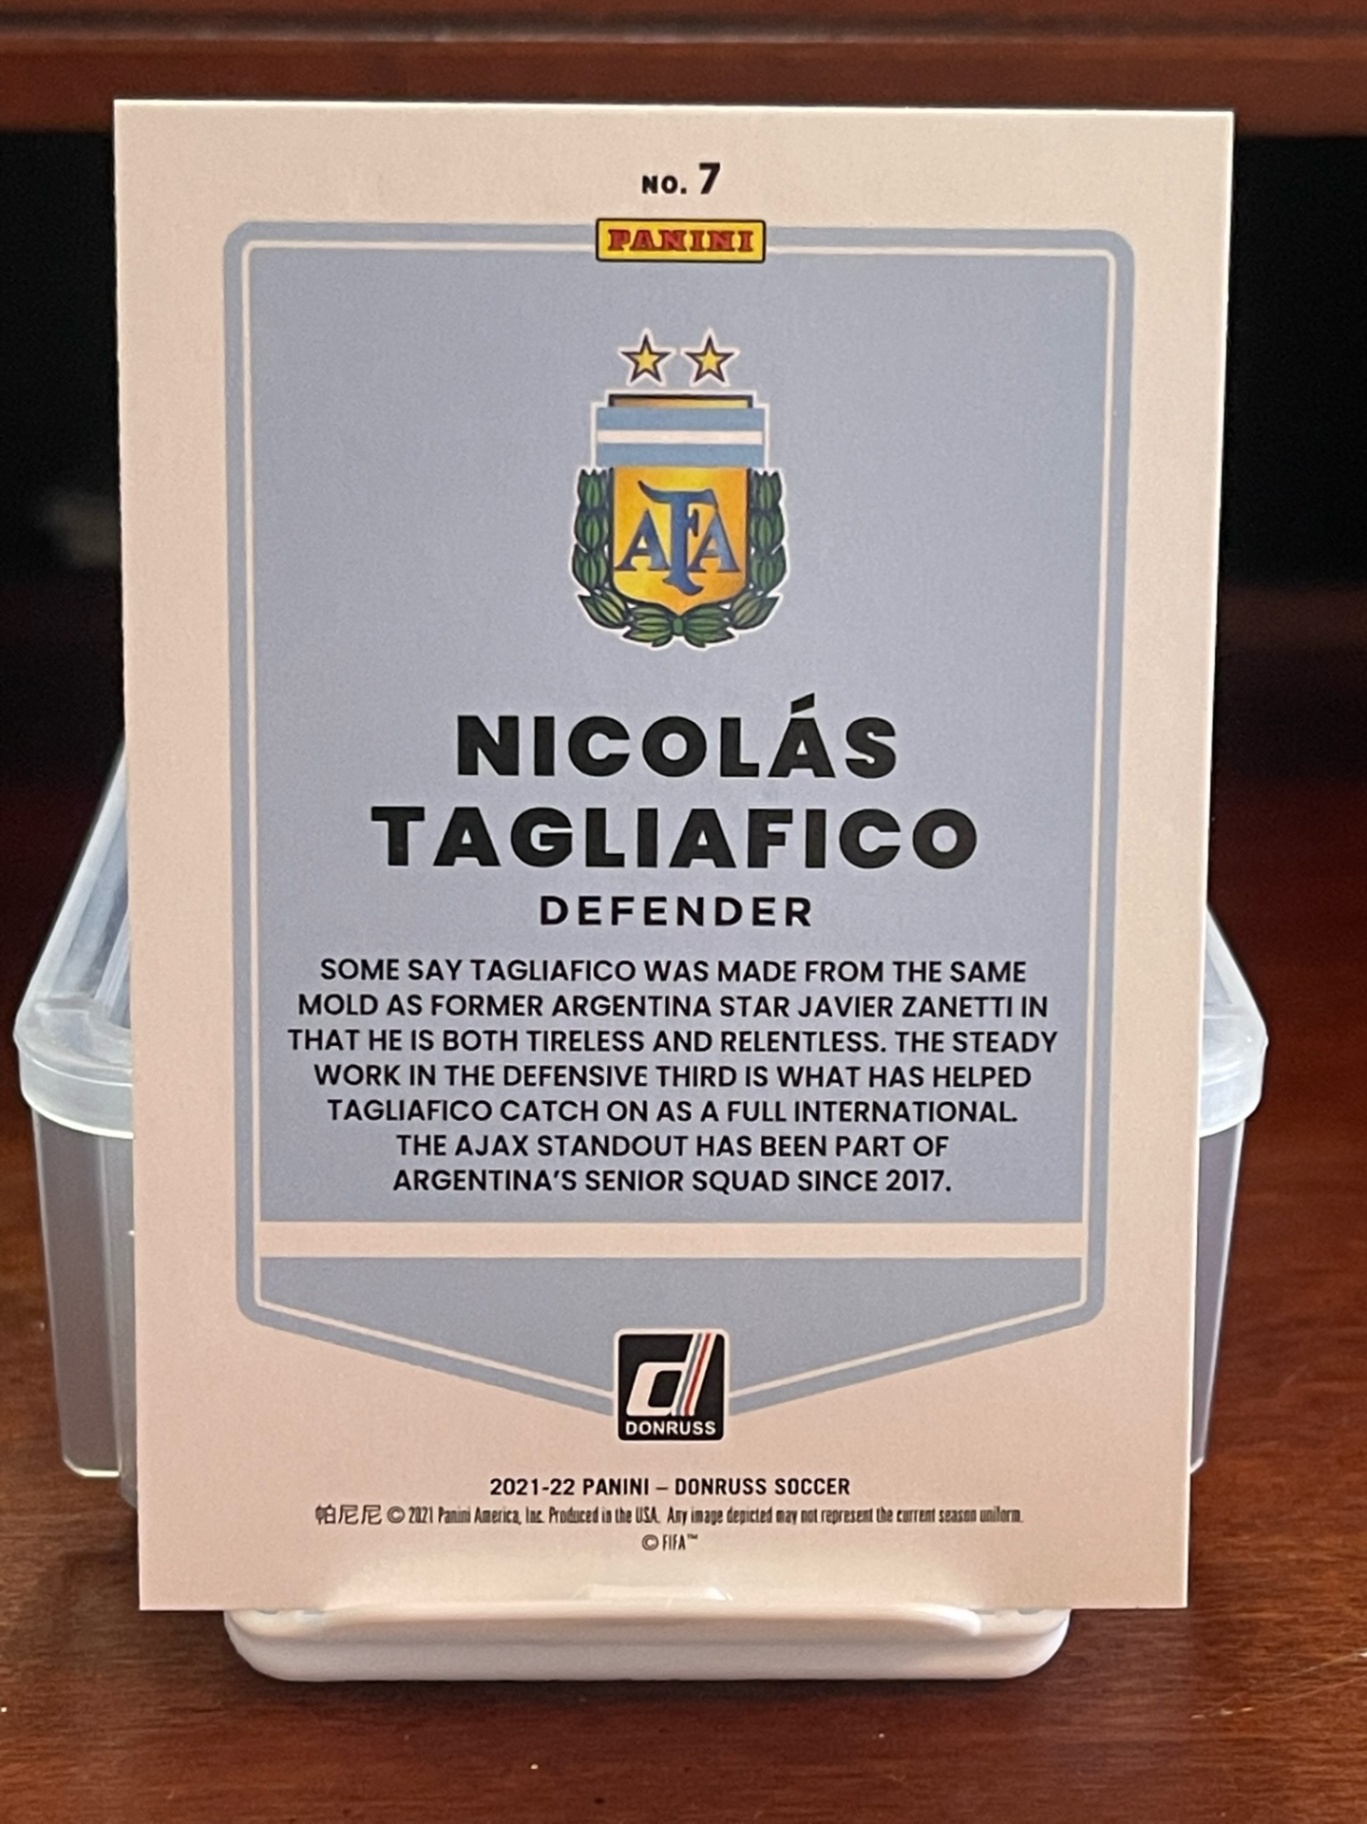 NO. 7
PANINI
AFA
NICOLÁS
TAGLIAFICO
DEFENDER
SOME SAY TAGLIAFICO WAS MADE FROM THE SAME
MOLD AS FORMER ARGENTINA STAR JAVIER ZANETTI IN
THAT HE IS BOTH TIRELESS AND RELENTLESS. THE STEADY
WORK IN THE DEFENSIVE THIRD IS WHAT HAS HELPED
TAGLIAFICO CATCH ON AS A FULL INTERNATIONAL.
THE AJAX STANDOUT HAS BEEN PART OF
ARGENTINA'S SENIOR SQUAD SINCE 2017.
d
DONRUSS
2021-22 PANINI – DONRUSS SOCCER
帕尼尼 © 2021 Panini America, Inc. Produced in the USA. Any image depicted may not represent the current season uniform.
© FIFA™